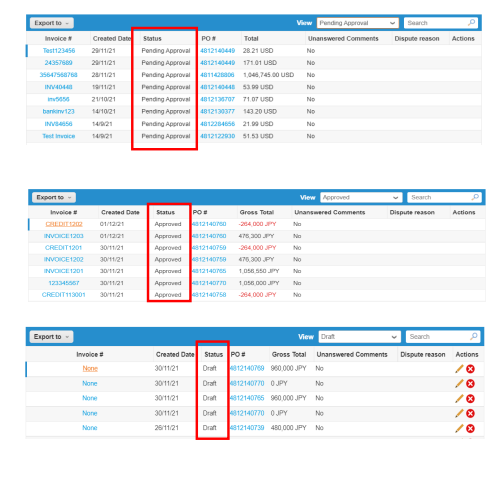 Export to View Pending Approval Search
Invoice # Created Date Status PO # Total Unanswered Comments Dispute reason Actions
Test123456 29/11/21 Pending Approval 4812140449 28.21 USD No
24357689 29/11/21 Pending Approval 4812140449 171.01 USD No
35647568768 28/11/21 Pending Approval 4811428806 1,046,745.00 USD No
INV40448 19/11/21 Pending Approval 4812140448 53.99 USD No
inv5656 21/10/21 Pending Approval 4812136707 71.07 USD No
bankinv123 14/10/21 Pending Approval 4812130377 143.20 USD No
INV84656 14/9/21 Pending Approval 4812284656 21.99 USD No
Test Invoice 14/9/21 Pending Approval 4812122930 51.53 USD No
Export to View Approved Search
Invoice # Created Date Status PO # Gross Total Unanswered Comments Dispute reason Actions
CREDIT1202 01/12/21 Approved 4812140760 -264,000 JPY No
INVOICE1203 01/12/21 Approved 4812140760 476,300 JPY No
CREDIT1201 30/11/21 Approved 4812140759 -264,000 JPY No
INVOICE1202 30/11/21 Approved 4812140759 476,300 JPY No
INVOICE1201 30/11/21 Approved 4812140765 1,056,550 JPY No
123345567 30/11/21 Approved 4812140770 1,056,000 JPY No
CREDIT113001 30/11/21 Approved 4812140758 -264,000 JPY No
Export to View Draft Search
Invoice # Created Date Status PO # Gross Total Unanswered Comments Dispute reason Actions
None 30/11/21 Draft 4812140769 960,000 JPY No
None 30/11/21 Draft 4812140770 0 JPY No
None 30/11/21 Draft 4812140765 960,000 JPY No
None 30/11/21 Draft 4812140770 0 JPY No
None 26/11/21 Draft 4812140739 480,000 JPY No